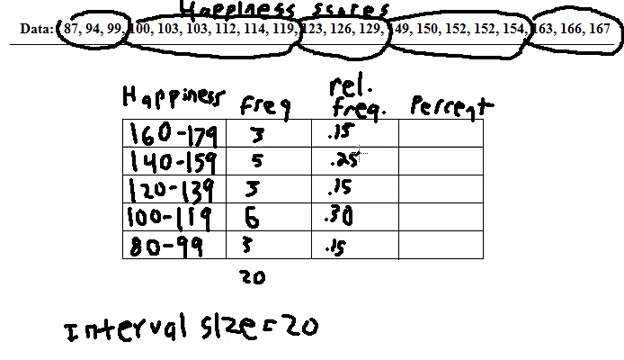 Happiness scores
Data: 87, 94, 99, 100, 103, 103, 112, 114, 119, 123, 126, 129, 149, 150, 152, 152, 154, 163, 166, 167
Happiness Freq rel. freq. Percent
160-179 3 .15
140-159 5 .25
120-139 3 .15
100-119 6 .30
80-99 3 .15
20
Interval size = 20